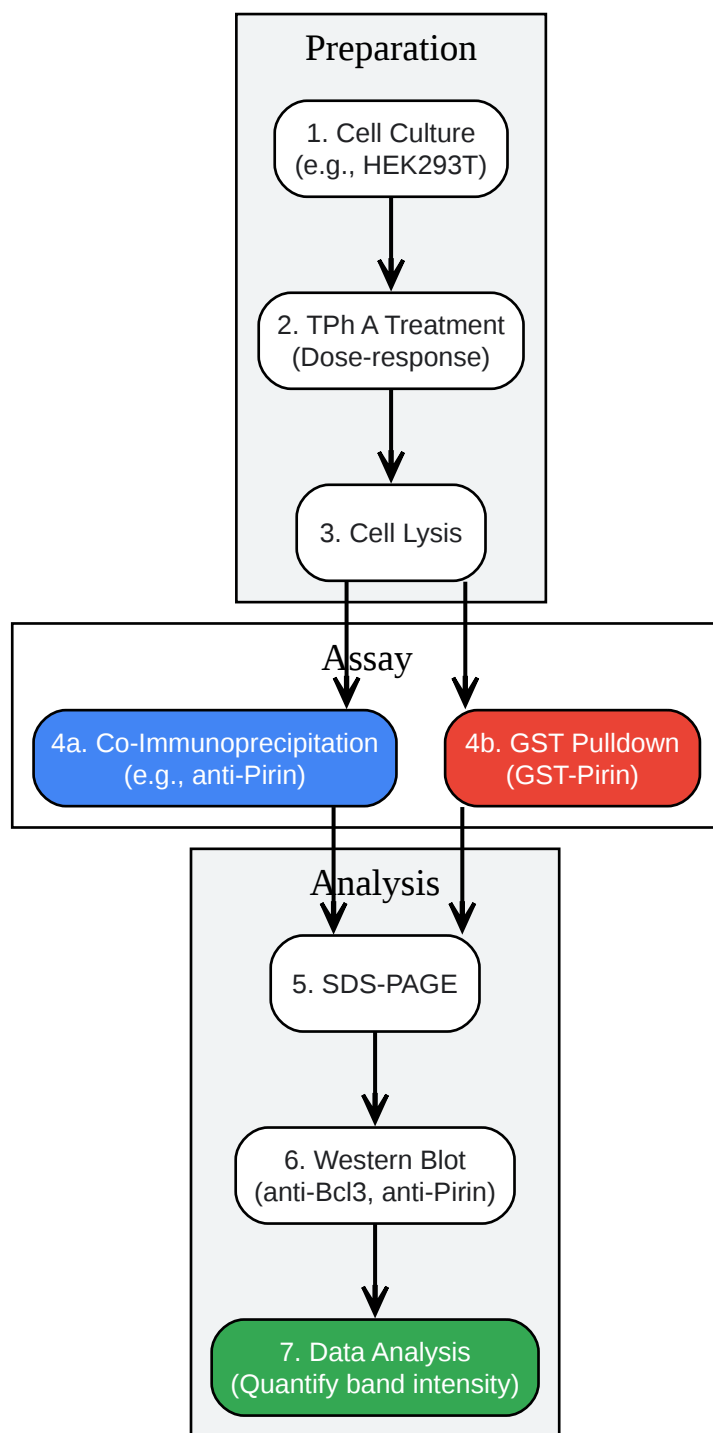 Preparation
1. Cell Culture
(e.g., HEK293T)
2. TPh A Treatment
(Dose-response)
3. Cell Lysis
Assay
4a. Co-Immunoprecipitation
(e.g., anti-Pirin)
4b. GST Pulldown
(GST-Pirin)
Analysis
5. SDS-PAGE
6. Western Blot
(anti-Bcl3, anti-Pirin)
7. Data Analysis
(Quantify band intensity)